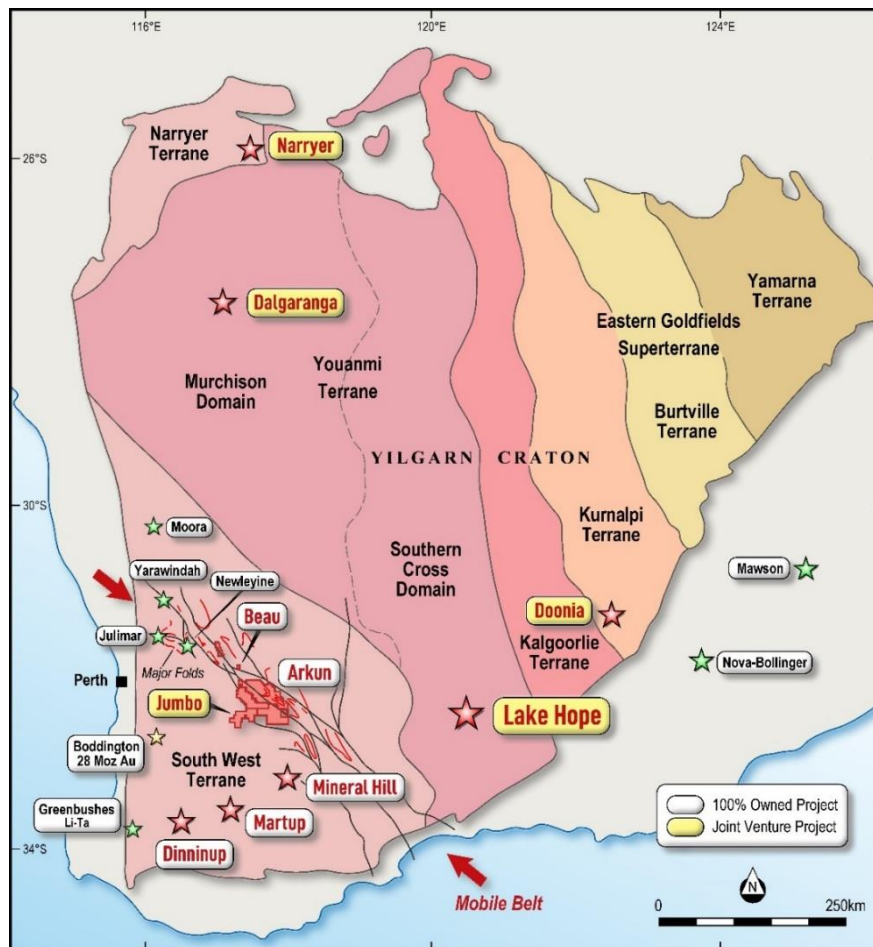 116°E
120°E
124°E
26°S
30°S
34°S
Narryer
Terrane
Narryer
Dalgaranga
Murchison
Domain
Youanmi
Terrane
YILGARN CRATON
Eastern Goldfields
Superterrane
Yamarna
Terrane
Burtville
Terrane
Kurnalpi
Terrane
Southern
Cross
Domain
Moora
Yarawindah
Newleyine
Beau
Julimar
Major Folds
Arkun
Perth
Jumbo
Doonia
Kalgoorlie
Terrane
Mawson
Nova-Bollinger
Lake Hope
Boddington
28 Moz Au
South West
Terrane
Mineral Hill
Greenbushes
Li-Ta
Martup
Dinninup
Mobile Belt
100% Owned Project
Joint Venture Project
N
0
250km